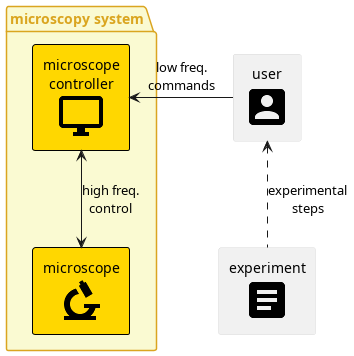 microscopy system
microscope
controller
low freq.
commands
user
high freq.
control
experimental
steps
microscope
experiment